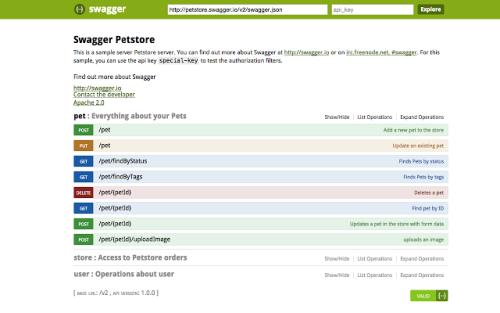 {···} swagger http://petstore.swagger.io/v2/swagger.json api_key Explore
Swagger Petstore
This is a sample server Petstore server. You can find out more about Swagger at http://swagger.io or on irc.freenode.net, #swagger. For this
sample, you can use the api key special-key to test the authorization filters.
Find out more about Swagger
http://swagger.io
Contact the developer
Apache 2.0
pet : Everything about your Pets Show/Hide List Operations Expand Operations
POST /pet Add a new pet to the store
PUT /pet Update an existing pet
GET /pet/findByStatus Finds Pets by status
GET /pet/findByTags Finds Pets by tags
DELETE /pet/{petId} Deletes a pet
GET /pet/{petId} Find pet by ID
POST /pet/{petId} Updates a pet in the store with form data
POST /pet/{petId}/uploadImage uploads an image
store : Access to Petstore orders Show/Hide List Operations Expand Operations
user : Operations about user Show/Hide List Operations Expand Operations
[ BASE URL: /v2 , API VERSION: 1.0.0 ] VALID {···}